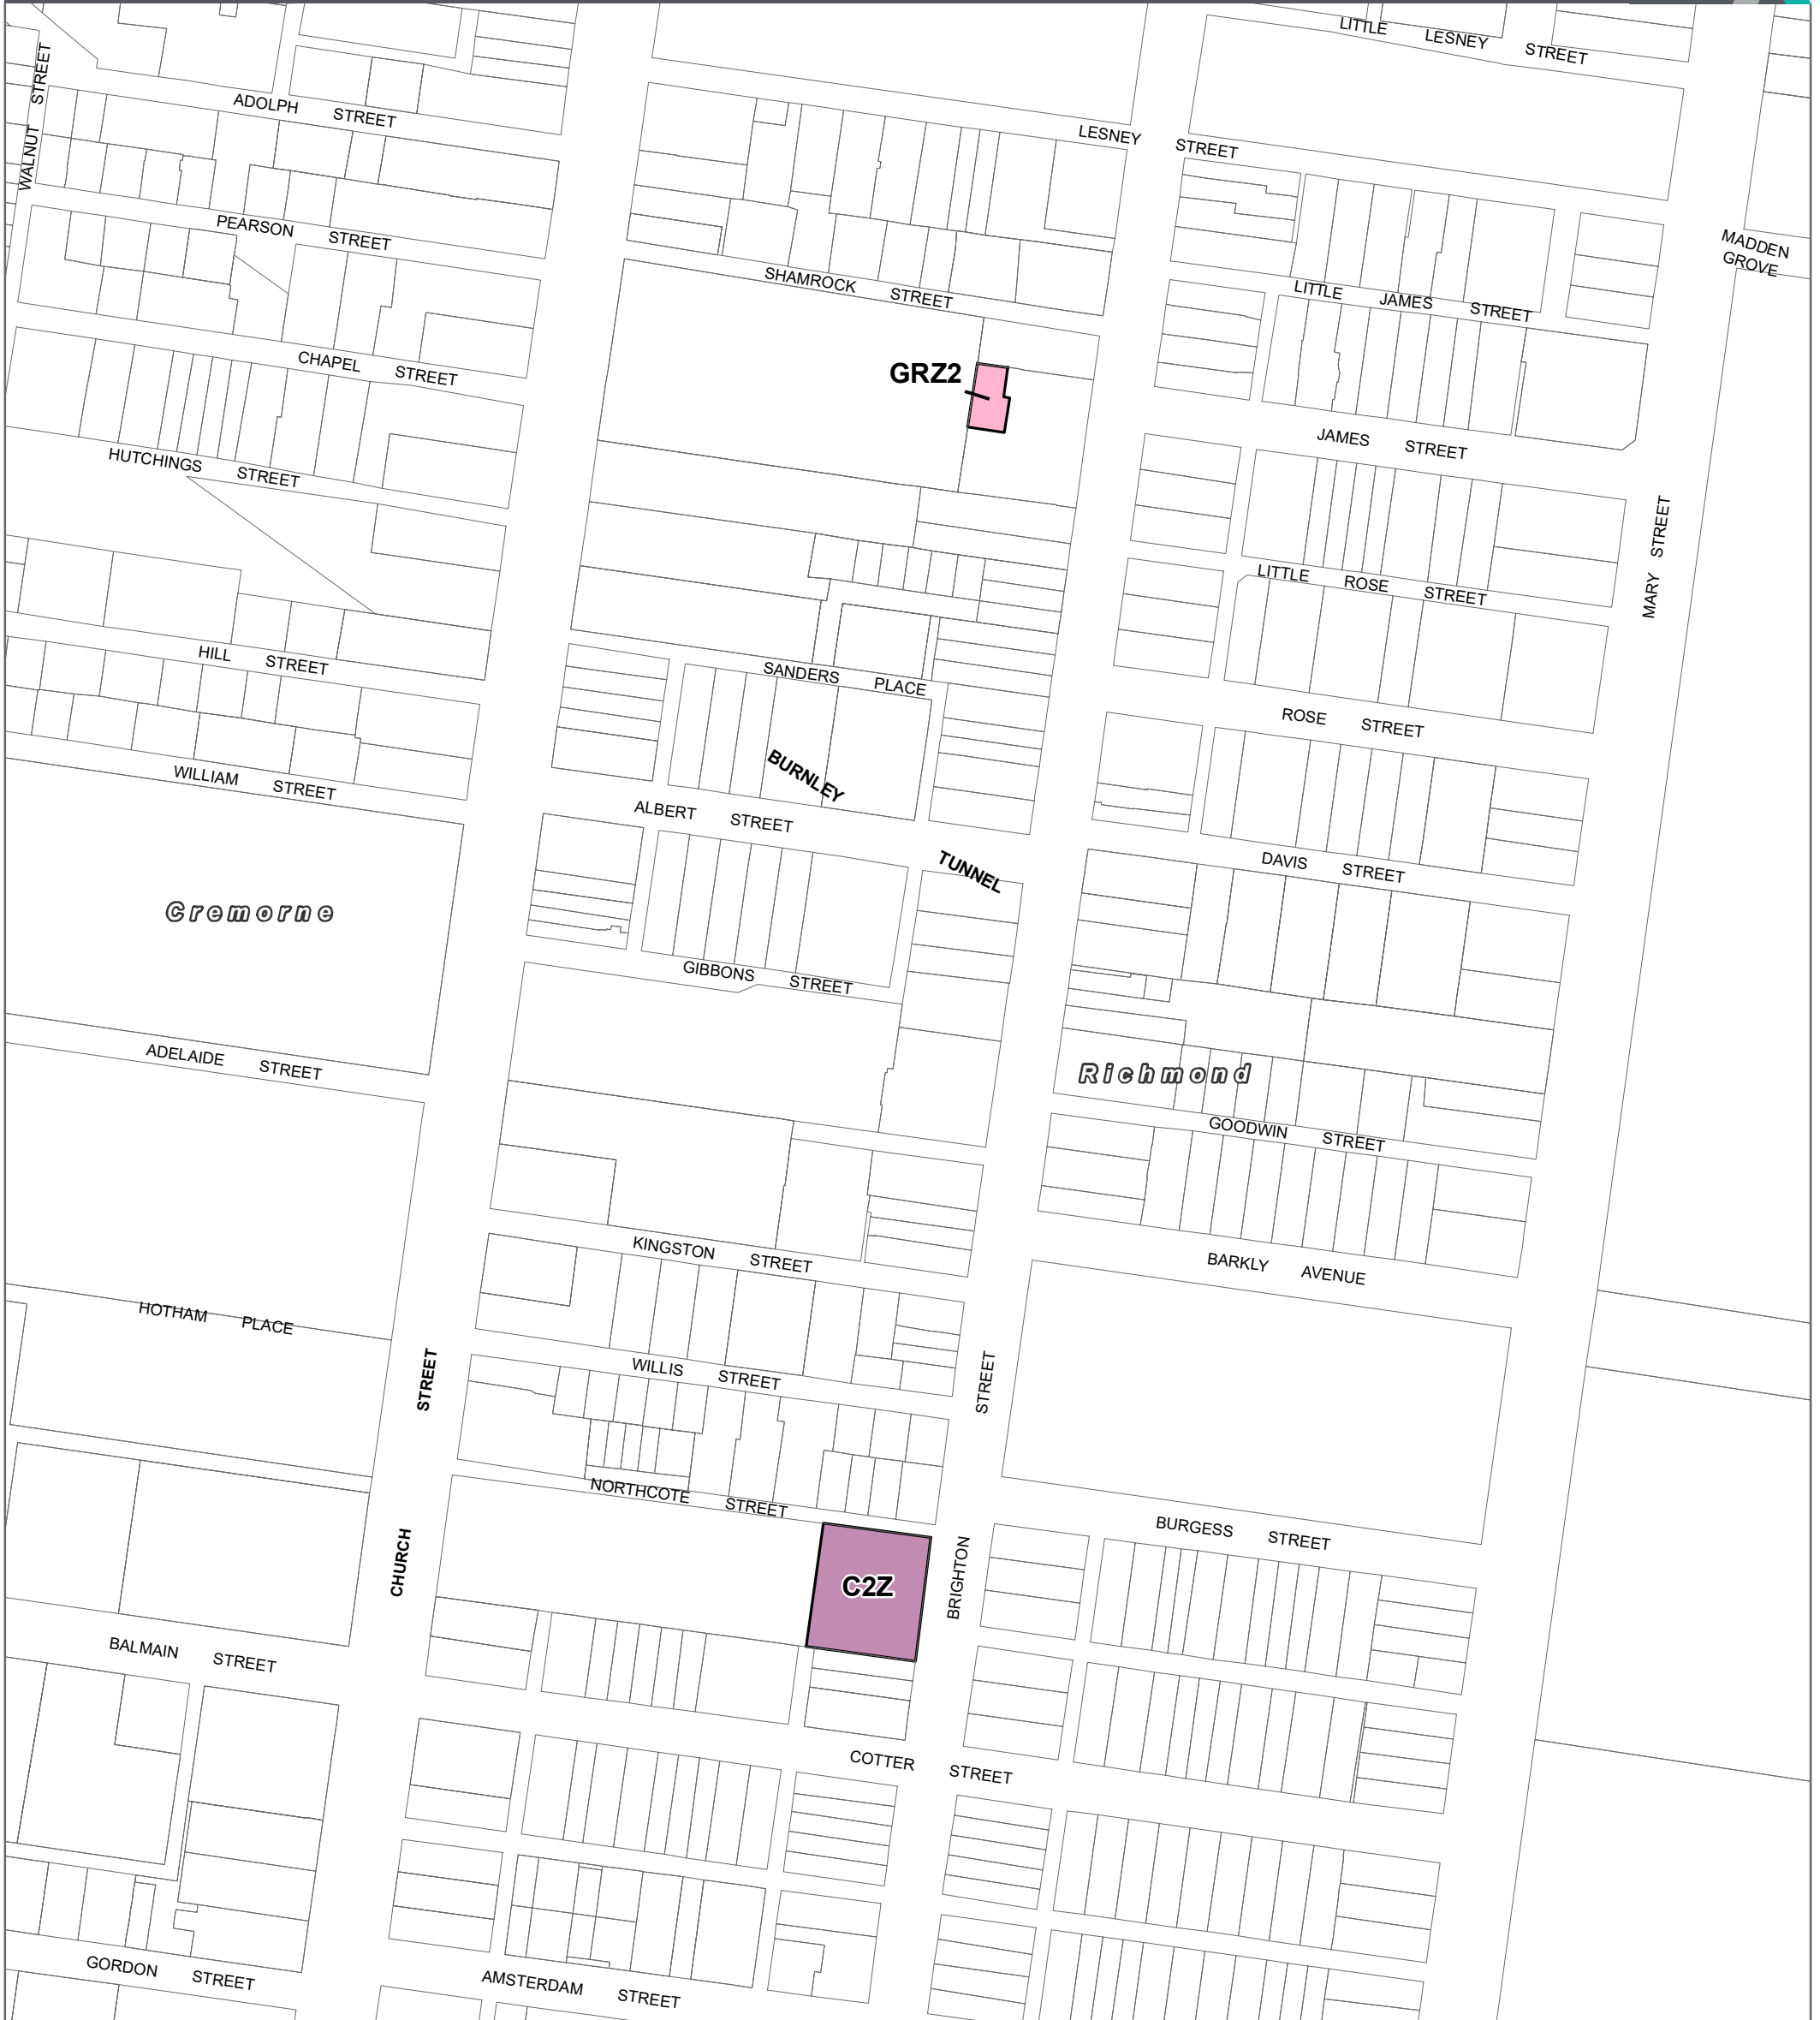 LITTLE LESNEY STREET
WALNUT STREET
ADOLPH STREET
LESNEY STREET
PEARSON STREET
MADDEN
GROVE
SHAMROCK STREET
LITTLE JAMES STREET
CHAPEL STREET
GRZ2
JAMES STREET
HUTCHINGS STREET
MARY STREET
LITTLE ROSE STREET
HILL STREET
SANDERS PLACE
ROSE STREET
WILLIAM STREET
BURNLEY TUNNEL
ALBERT STREET
DAVIS STREET
Cremorne
GIBBONS STREET
ADELAIDE STREET
Richmond
GOODWIN STREET
KINGSTON STREET
BARKLY AVENUE
HOTHAM PLACE
WILLIS STREET
CHURCH STREET
BRIGHTON STREET
NORTHCOTE STREET
BURGESS STREET
C2Z
BALMAIN STREET
COTTER STREET
GORDON STREET
AMSTERDAM STREET